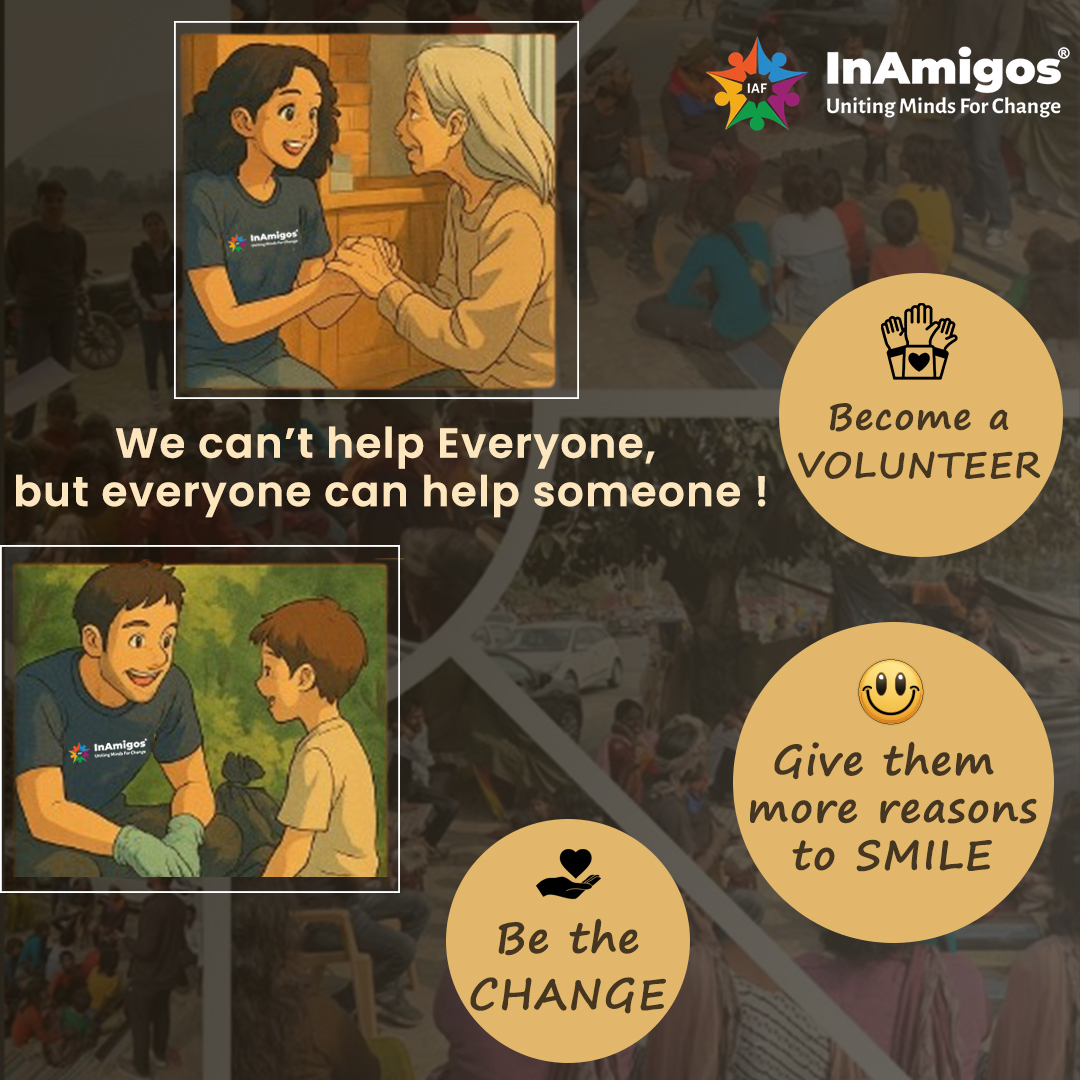 IAF
InAmigos®
Uniting Minds For Change
InAmigos®
Uniting Minds For Change
We can’t help Everyone,
but everyone can help someone !
Become a
VOLUNTEER
InAmigos®
Uniting Minds For Change
Give them
more reasons
to SMILE
Be the
CHANGE